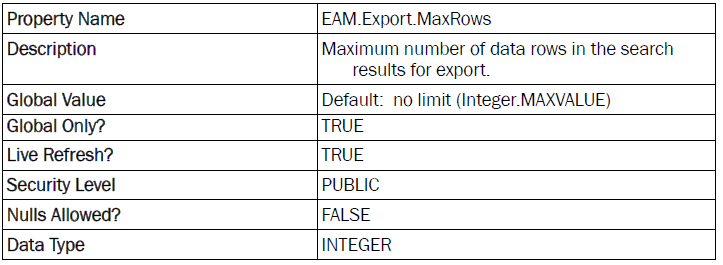 Property Name EAM.Export.MaxRows
Description Maximum number of data rows in the search
results for export.
Global Value Default: no limit (Integer.MAXVALUE)
Global Only? TRUE
Live Refresh? TRUE
Security Level PUBLIC
Nulls Allowed? FALSE
Data Type INTEGER